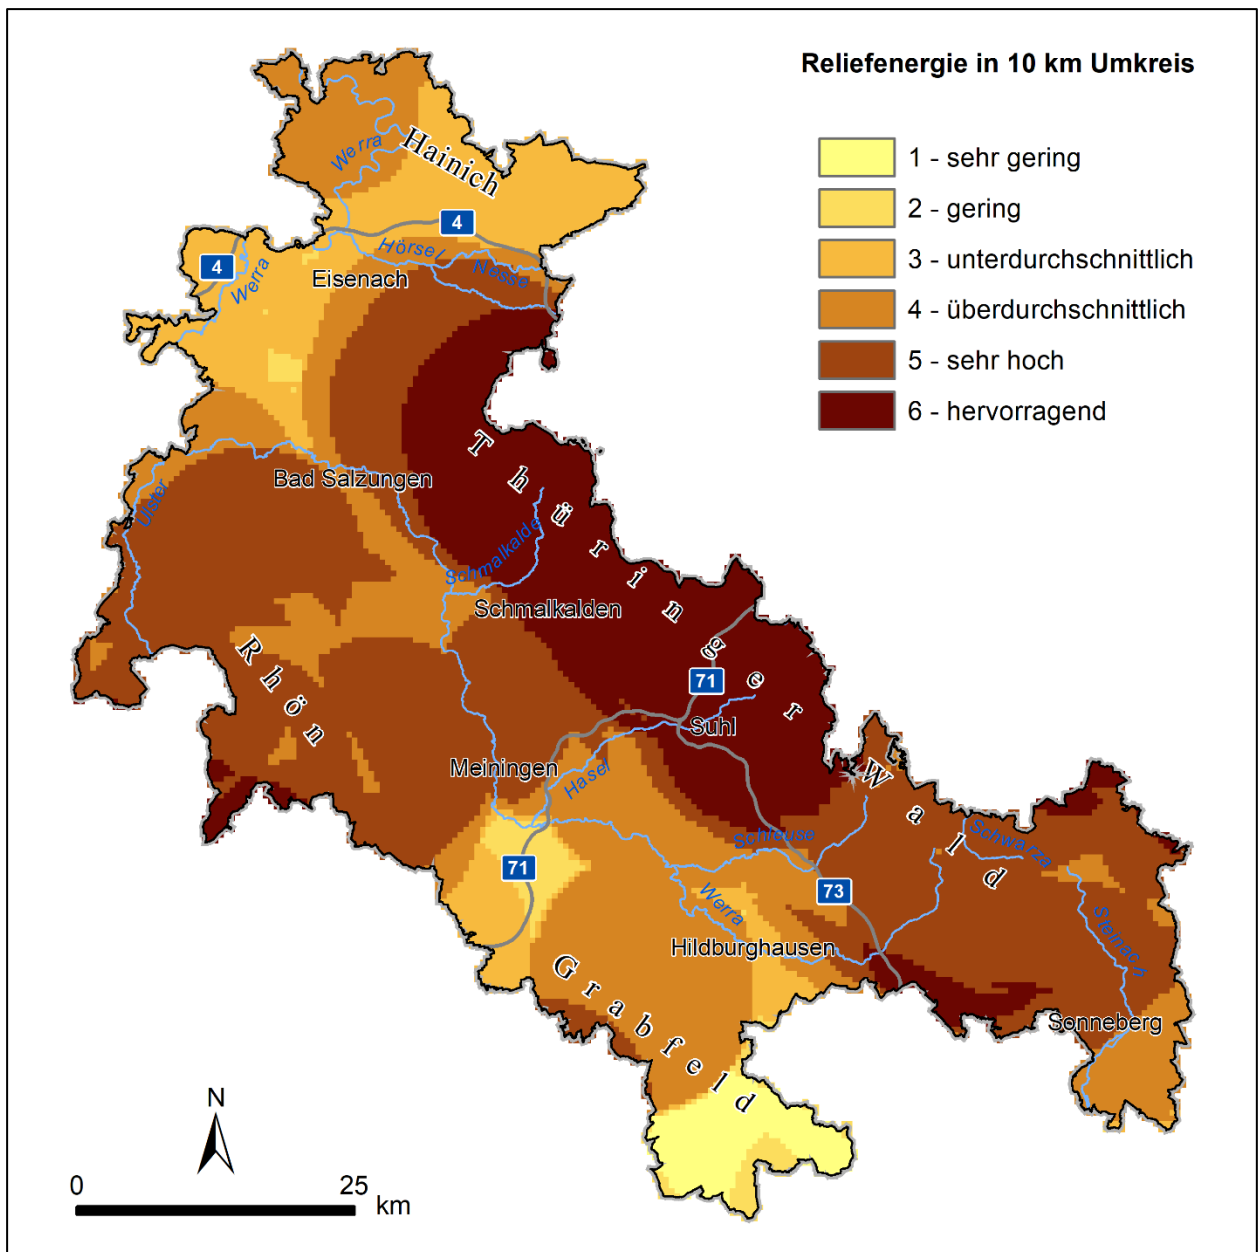 Reliefenergie in 10 km Umkreis
1 - sehr gering
2 - gering
3 - unterdurchschnittlich
4 - überdurchschnittlich
5 - sehr hoch
6 - hervorragend
Werra
Hainich
4
4
Hörsel
Nesse
Werra
Eisenach
Thüringer
Bad Salzungen
Ulster
Schmalkalde
Schmalkalden
Rhön
71
Suhl
Wald
Meiningen
Hasel
Schleuse
Schwarza
71
73
Werra
Steinach
Hildburghausen
Grabfeld
Sonneberg
N
0 25
km